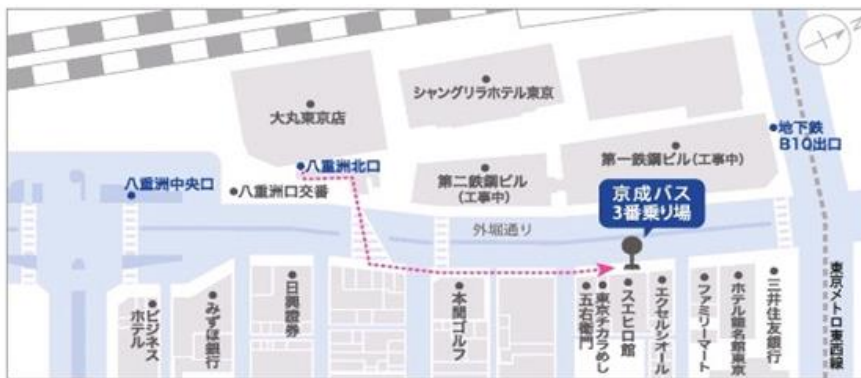 N
シャングリラホテル東京
大丸東京店
地下鉄
B10出口
八重洲北口
第一鉄鋼ビル(工事中)
第二鉄鋼ビル
(工事中)
八重洲中央口
八重洲口交番
京成バス
3番乗り場
外堀通り
ビジネス
ホテル
みずほ銀行
日興證券
本間ゴルフ
五右衛門
東京チカラめし
スエヒロ館
エクセルシオール
ファミリーマート
ホテル龍名館東京
三井住友銀行
東京メトロ東西線